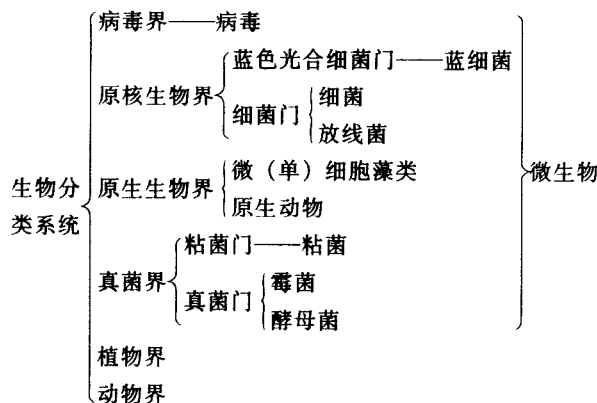 病毒界——病毒
蓝色光合细菌门——蓝细菌
原核生物界
细菌
细菌门
放线菌
微（单）细胞藻类
微生物
生物分
原生生物界
类系统
原生动物
粘菌门——粘菌
真菌界
霉菌
真菌门
酵母菌
植物界
动物界